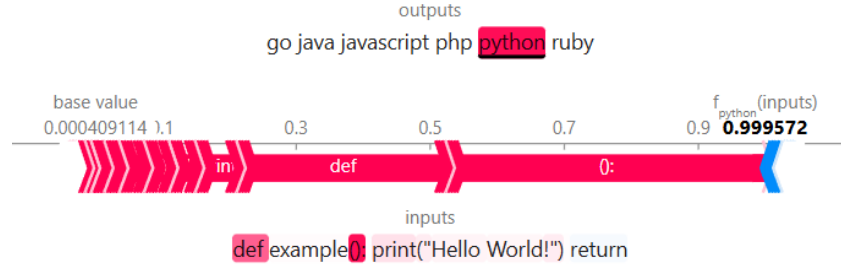 outputs
go java javascript php python ruby
base value
f python (inputs)
0.000409114 0.1 0.3 0.5 0.7 0.9 0.999572
in def ():
inputs
def example(): print("Hello World!") return